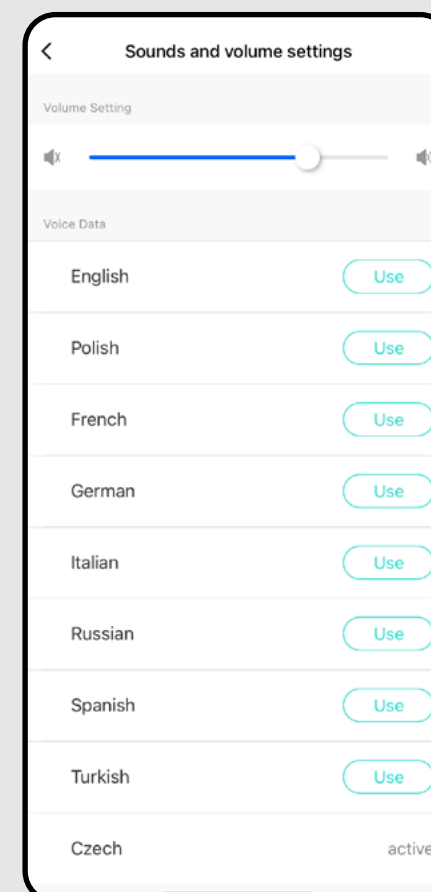 Sounds and volume settings
Volume Setting
Voice Data
English Use
Polish Use
French Use
German Use
Italian Use
Russian Use
Spanish Use
Turkish Use
Czech active